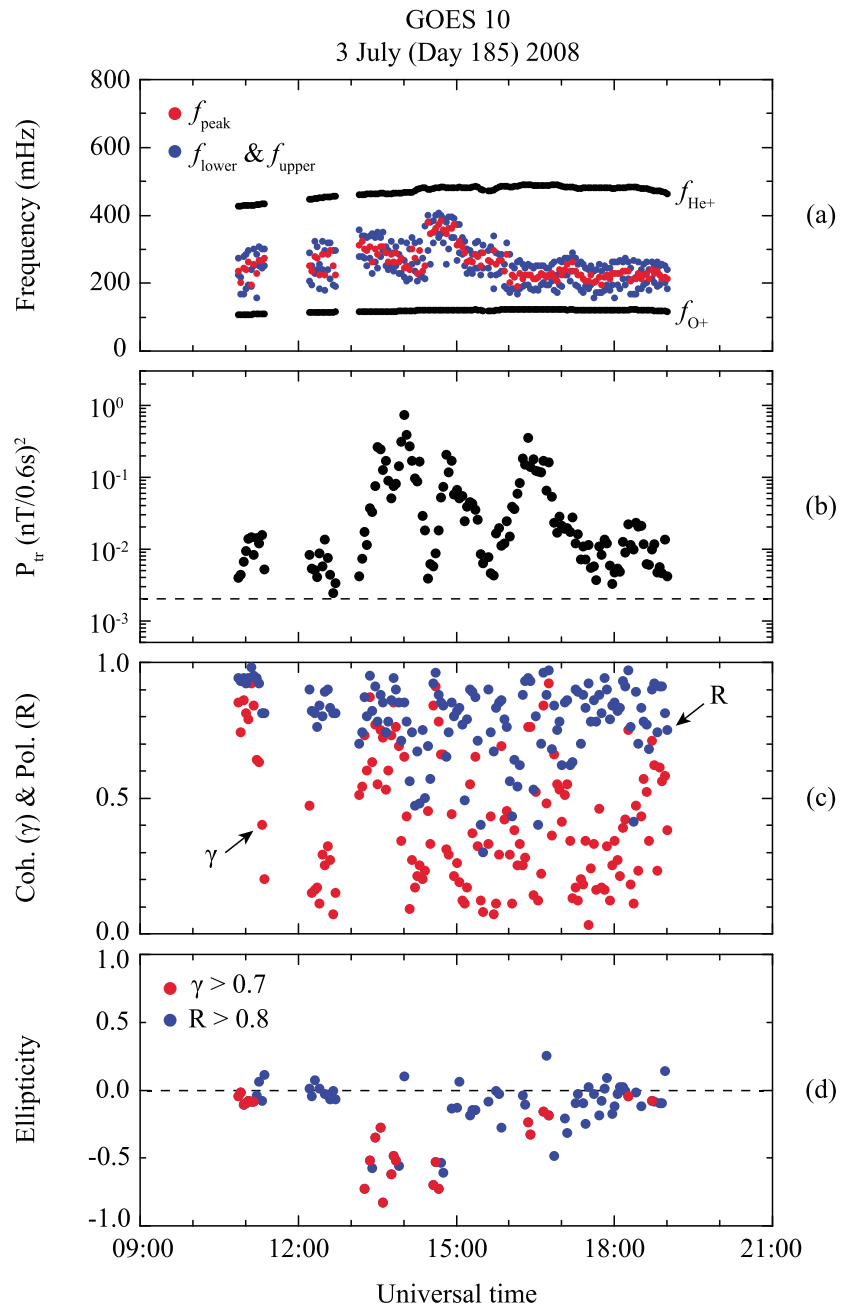 GOES 10
3 July (Day 185) 2008
Frequency (mHz)
800
600
400
200
0
f_peak
f_lower & f_upper
f_He+
f_O+
(a)
P_tr (nT/0.6s)²
10⁰
10⁻¹
10⁻²
10⁻³
(b)
Coh. (γ) & Pol. (R)
1.0
0.5
0.0
γ
R
(c)
Ellipticity
1.0
0.5
0.0
-0.5
-1.0
γ > 0.7
R > 0.8
(d)
09:00 12:00 15:00 18:00 21:00
Universal time